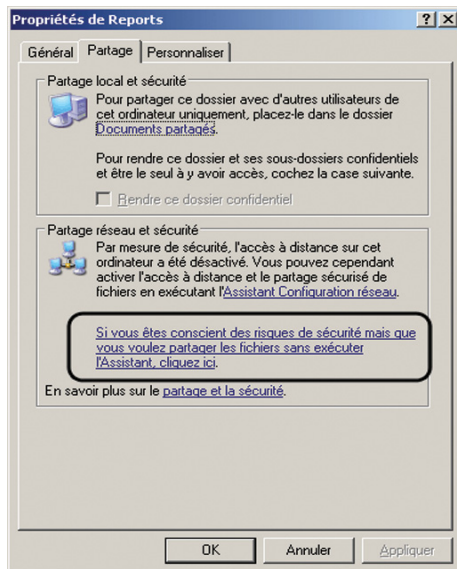 Propriétés de Reports
Général Partage Personnaliser
Partage local et sécurité
Pour partager ce dossier avec d'autres utilisateurs de
cet ordinateur uniquement, placez-le dans le dossier
Documents partagés.
Pour rendre ce dossier et ses sous-dossiers confidentiels
et être le seul à y avoir accès, cochez la case suivante.
Rendre ce dossier confidentiel
Partage réseau et sécurité
Par mesure de sécurité, l'accès à distance sur cet
ordinateur a été désactivé. Vous pouvez cependant
activer l'accès à distance et le partage sécurisé de
fichiers en exécutant l'Assistant Configuration réseau.
Si vous êtes conscient des risques de sécurité mais que
vous voulez partager les fichiers sans exécuter
l'Assistant, cliquez ici.
En savoir plus sur le partage et la sécurité.
OK Annuler Appliquer